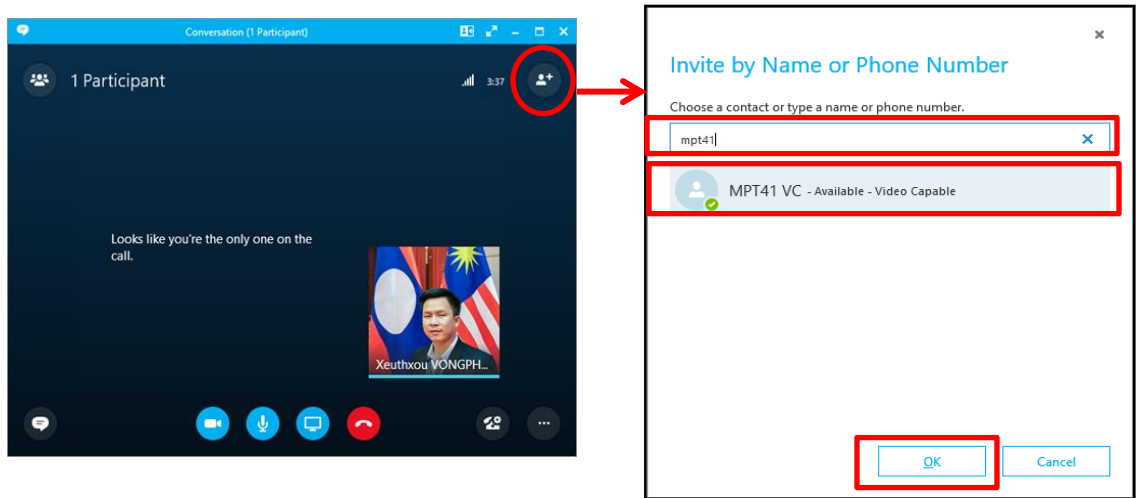 Conversation (1 Participant)
1 Participant
3:37
Looks like you're the only one on the
call.
Xeuthxou VONGPH...
Invite by Name or Phone Number
Choose a contact or type a name or phone number.
mpt41
MPT41 VC - Available - Video Capable
OK
Cancel